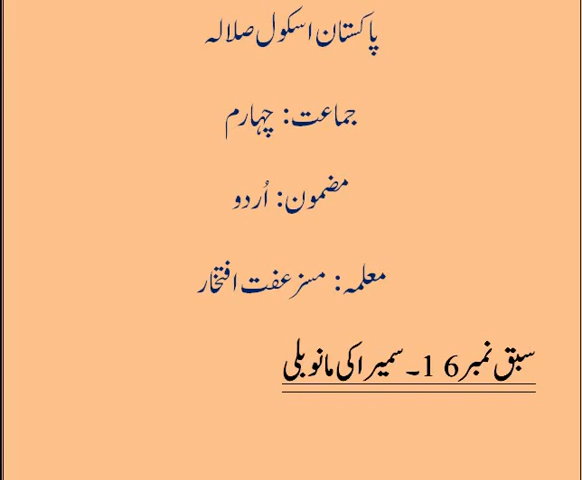 پاکستان اسکول صلالہ
جماعت: چہارم
مضمون: اُردو
معلمہ: مسز عفت افتخار
سبق نمبر 16۔ سمیرا کی مانو بلی